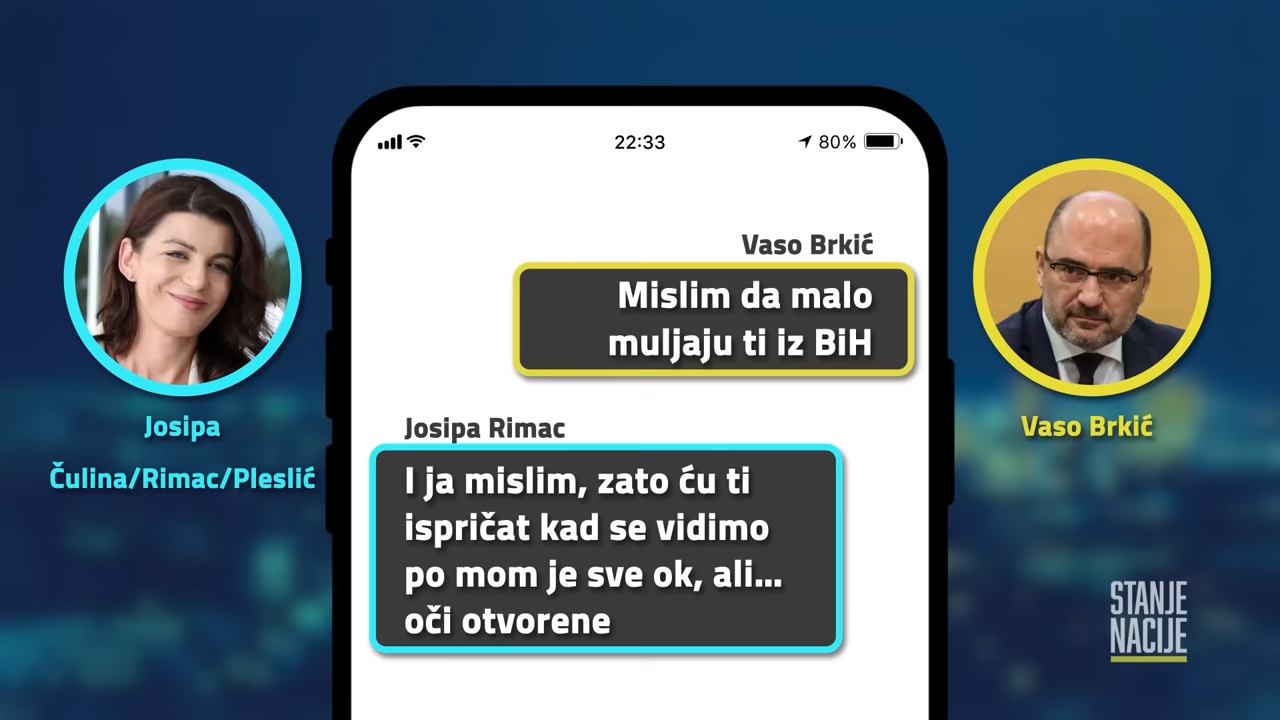 22:33
80%
Vaso Brkić
Mislim da malo
muljaju ti iz BiH
Josipa Rimac
I ja mislim, zato ću ti
ispričat kad se vidimo
po mom je sve ok, ali...
oči otvorene
Josipa
Čulina/Rimac/Pleslić
Vaso Brkić
STANJE
NACIJE